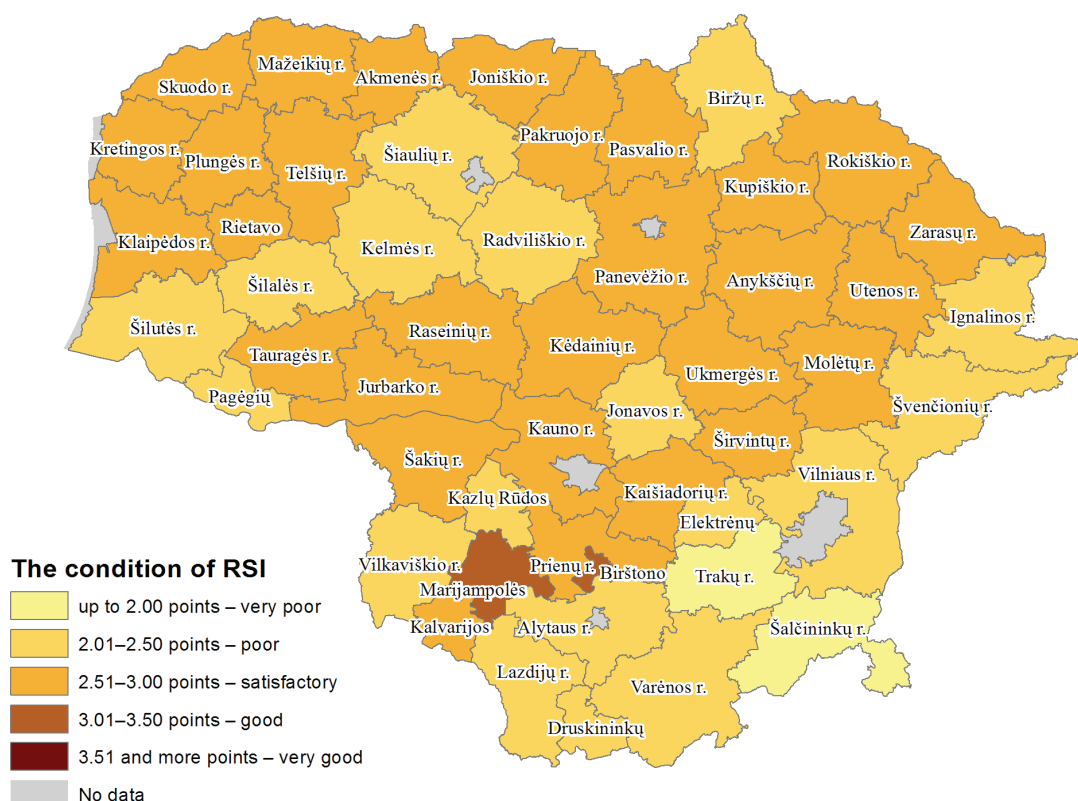 Mažeikių r.
Skuodo r.
Akmenės r.
Joniškio r.
Biržų r.
Kretingos r.
Plungės r.
Telšių r.
Šiaulių r.
Pakruojo r.
Pasvalio r.
Rokiškio r.
Kupiškio r.
Klaipėdos r.
Rietavo
Kelmės r.
Radviliškio r.
Zarasų r.
Šilalės r.
Panevėžio r.
Anykščių r.
Utenos r.
Šilutės r.
Raseinių r.
Ignalinos r.
Tauragės r.
Kėdainių r.
Molėtų r.
Ukmergės r.
Jurbarko r.
Pagėgių
Jonavos r.
Švenčionių r.
Kauno r.
Širvintų r.
Šakių r.
Vilniaus r.
Kazlų Rūdos
Kaišiadorių r.
Elektrėnų
Vilkaviškio r.
Prienų r.
Birštono
Trakų r.
Marijampolės
Kalvarijos
Alytaus r.
Šalčininkų r.
Lazdijų r.
Varėnos r.
Druskininkų
The condition of RSI
up to 2.00 points – very poor
2.01–2.50 points – poor
2.51–3.00 points – satisfactory
3.01–3.50 points – good
3.51 and more points – very good
No data